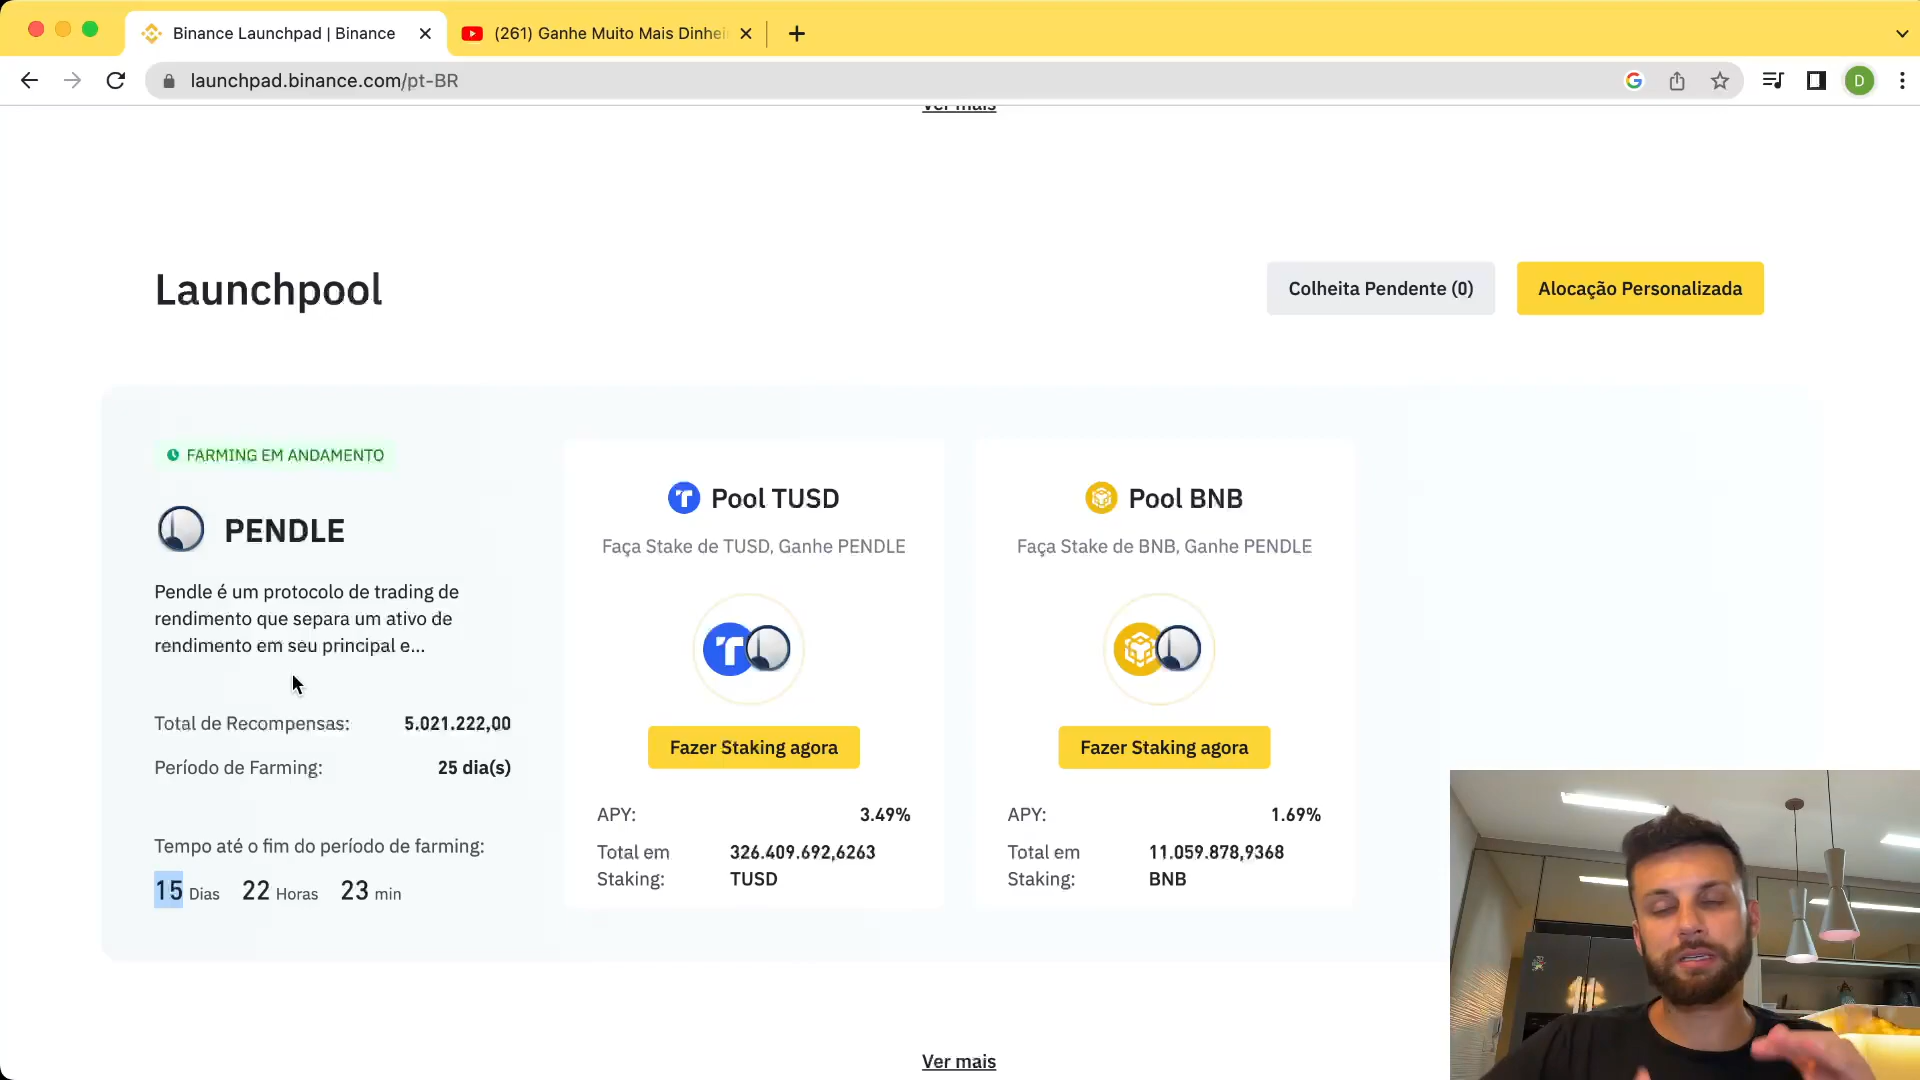 Binance Launchpad | Binance
(261) Ganhe Muito Mais Dinhei
launchpad.binance.com/pt-BR
D
Ver mais
Launchpool
Colheita Pendente (0)
Alocação Personalizada
FARMING EM ANDAMENTO
PENDLE
Pendle é um protocolo de trading de
rendimento que separa um ativo de
rendimento em seu principal e...
Total de Recompensas: 5.021.222,00
Período de Farming: 25 dia(s)
Tempo até o fim do período de farming:
15 Dias 22 Horas 23 min
Pool TUSD
Faça Stake de TUSD, Ganhe PENDLE
Fazer Staking agora
APY: 3.49%
Total em 326.409.692,6263
Staking: TUSD
Pool BNB
Faça Stake de BNB, Ganhe PENDLE
Fazer Staking agora
APY: 1.69%
Total em 11.059.878,9368
Staking: BNB
Ver mais